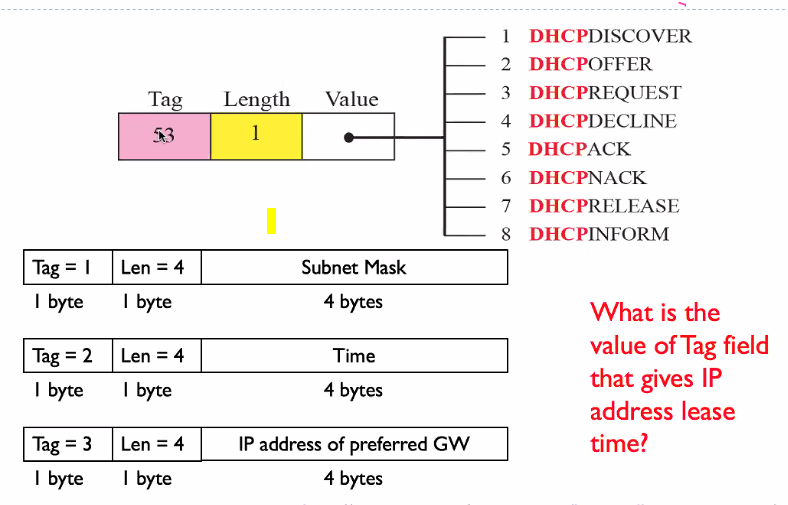 Tag Length Value
53 1
1 DHCPDISCOVER
2 DHCPOFFER
3 DHCPREQUEST
4 DHCPDECLINE
5 DHCPACK
6 DHCPNACK
7 DHCPRELEASE
8 DHCPINFORM
Tag = 1 Len = 4 Subnet Mask
1 byte 1 byte 4 bytes
Tag = 2 Len = 4 Time
1 byte 1 byte 4 bytes
Tag = 3 Len = 4 IP address of preferred GW
1 byte 1 byte 4 bytes
What is the
value of Tag field
that gives IP
address lease
time?